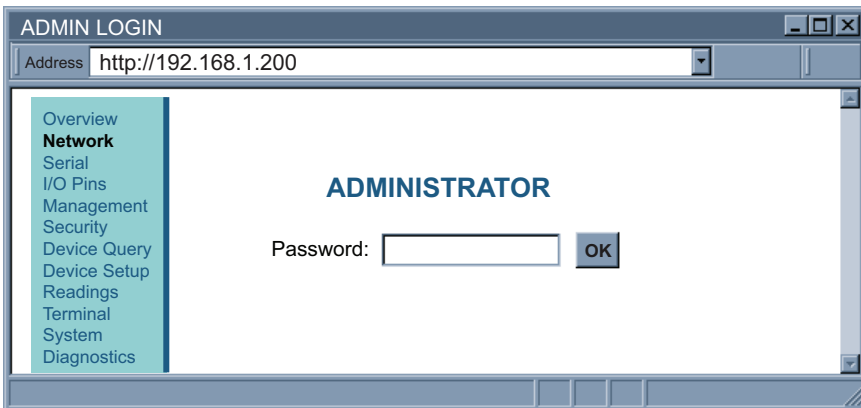 ADMIN LOGIN
Address http://192.168.1.200
Overview
Network
Serial
I/O Pins
Management
Security
Device Query
Device Setup
Readings
Terminal
System
Diagnostics
ADMINISTRATOR
Password: OK